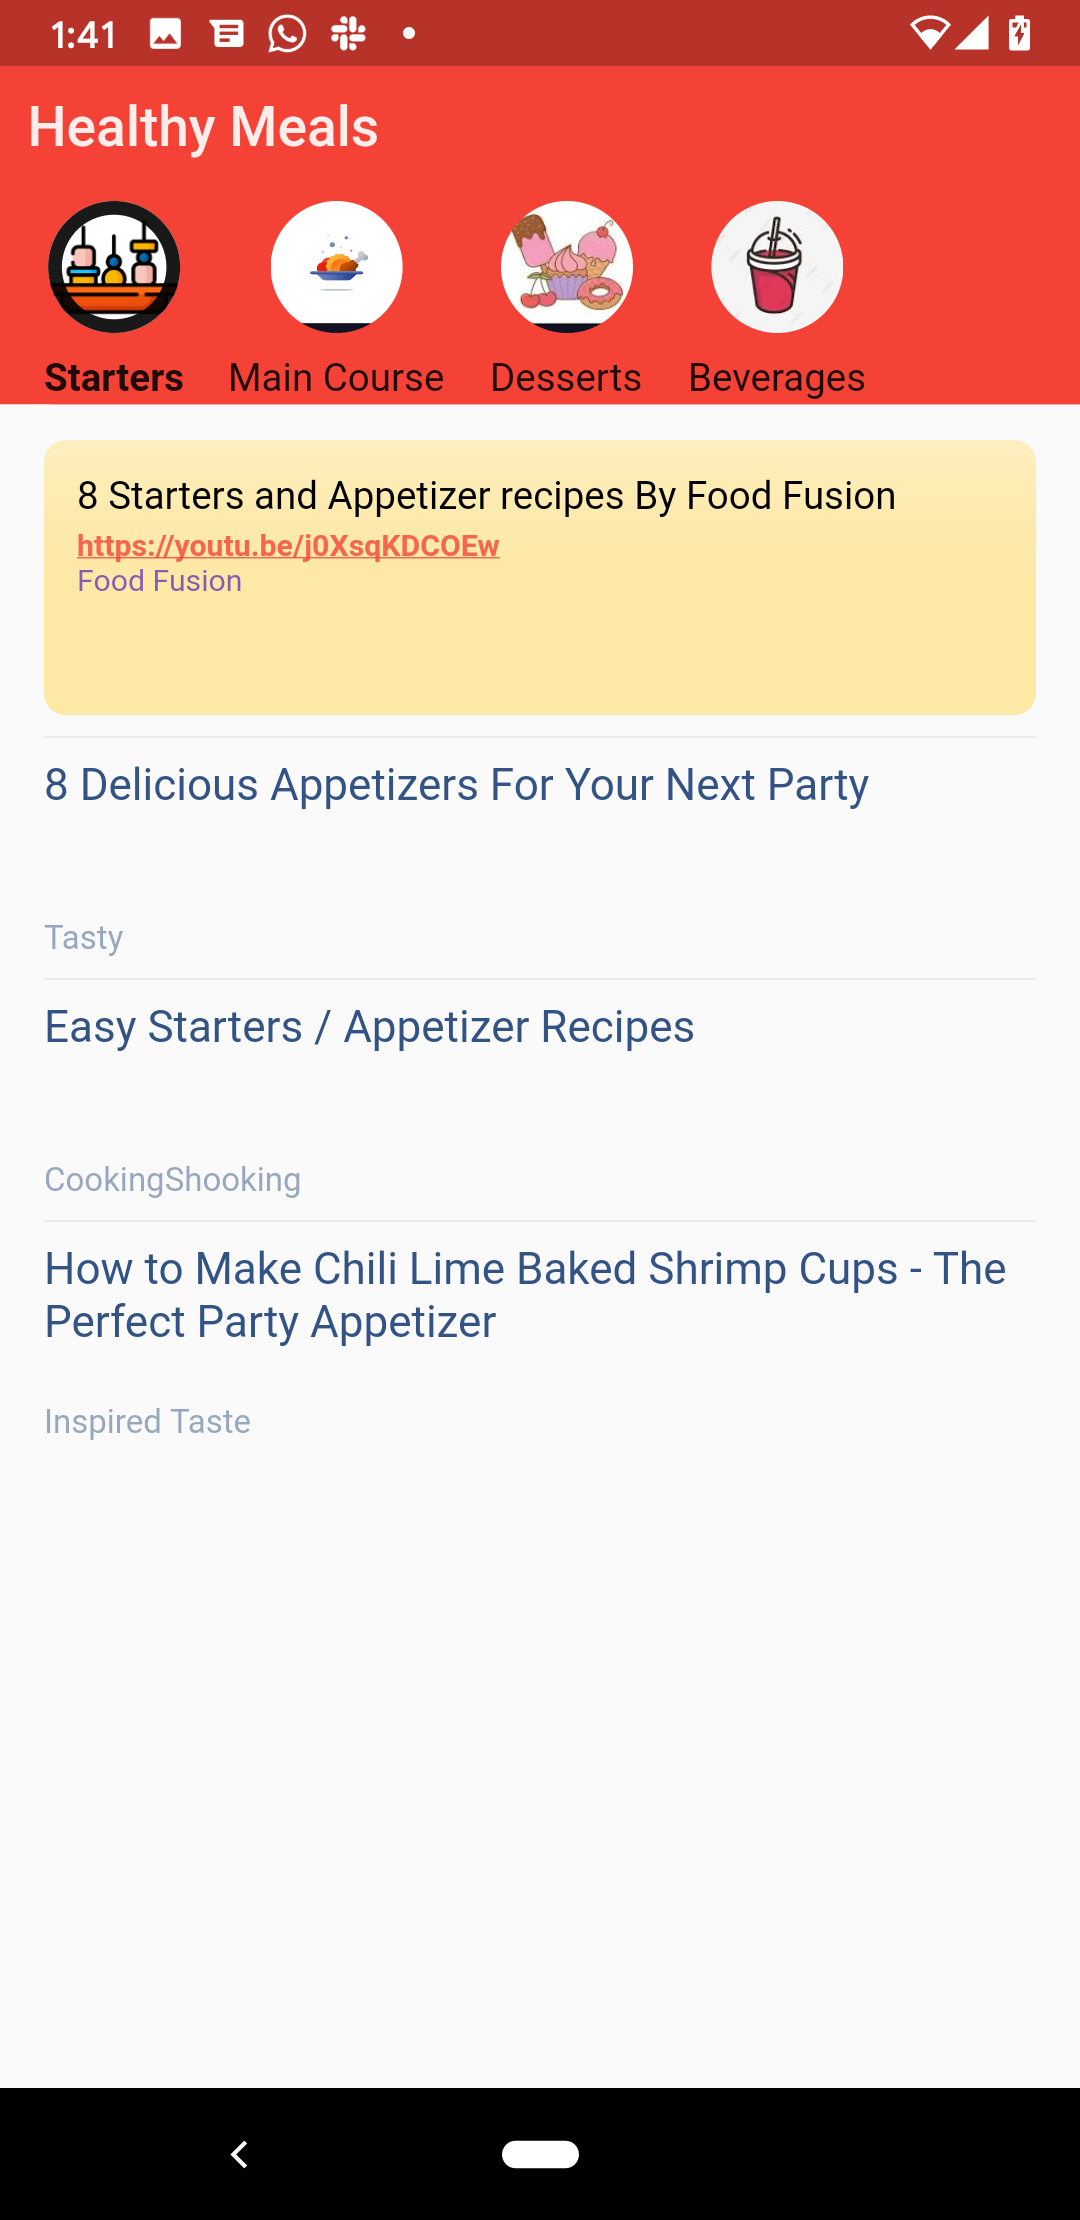 1:41
Healthy Meals
Starters Main Course Desserts Beverages
8 Starters and Appetizer recipes By Food Fusion
https://youtu.be/j0XsqKDCOEw
Food Fusion
8 Delicious Appetizers For Your Next Party
Tasty
Easy Starters / Appetizer Recipes
CookingShooking
How to Make Chili Lime Baked Shrimp Cups - The
Perfect Party Appetizer
Inspired Taste